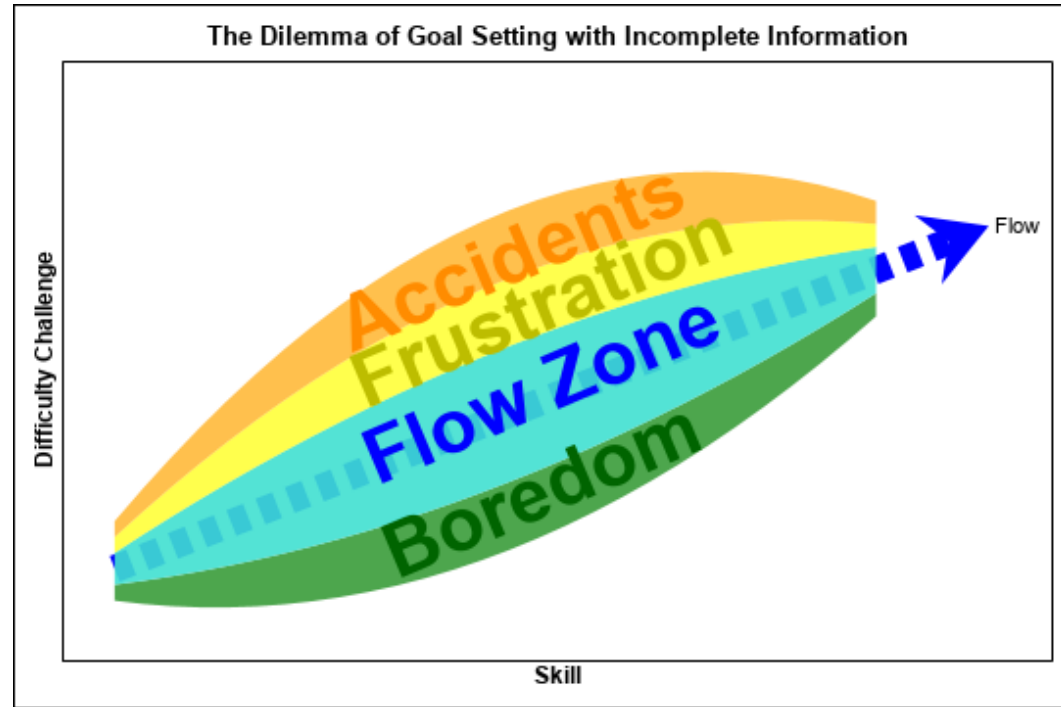 The Dilemma of Goal Setting with Incomplete Information
Accidents
Frustration
Flow Zone
Boredom
Flow
Difficulty Challenge
Skill